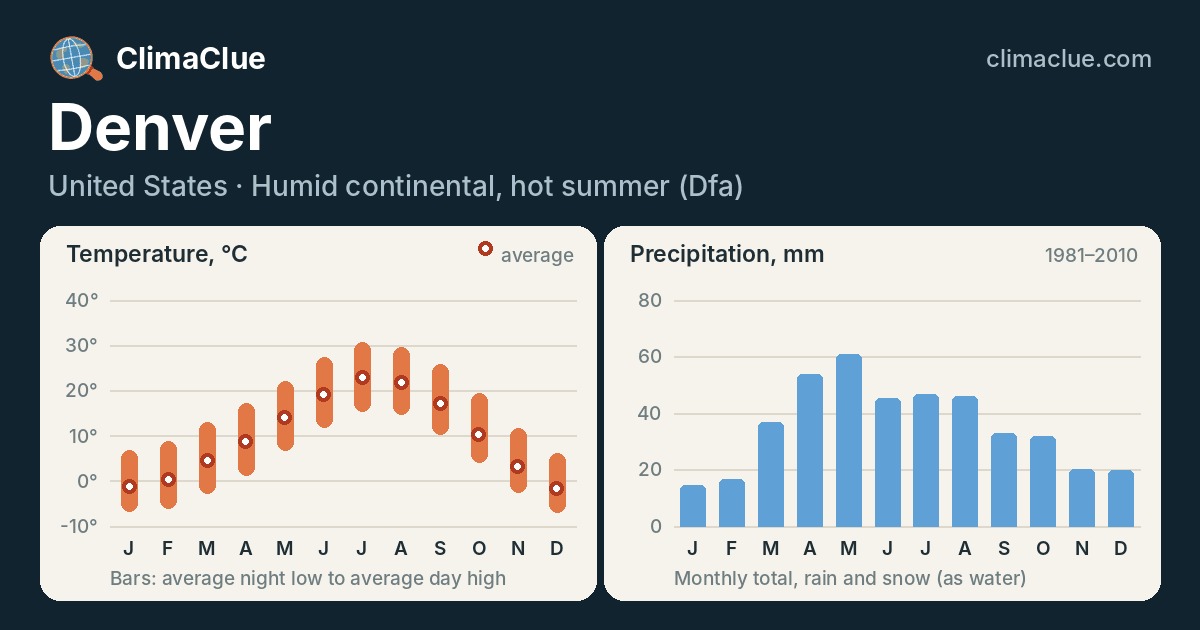 ClimaClue
climaclue.com
Denver
United States · Humid continental, hot summer (Dfa)
Temperature, °C
average
40°
30°
20°
10°
0°
-10°
J F M A M J J A S O N D
Bars: average night low to average day high
Precipitation, mm
1981–2010
80
60
40
20
0
J F M A M J J A S O N D
Monthly total, rain and snow (as water)